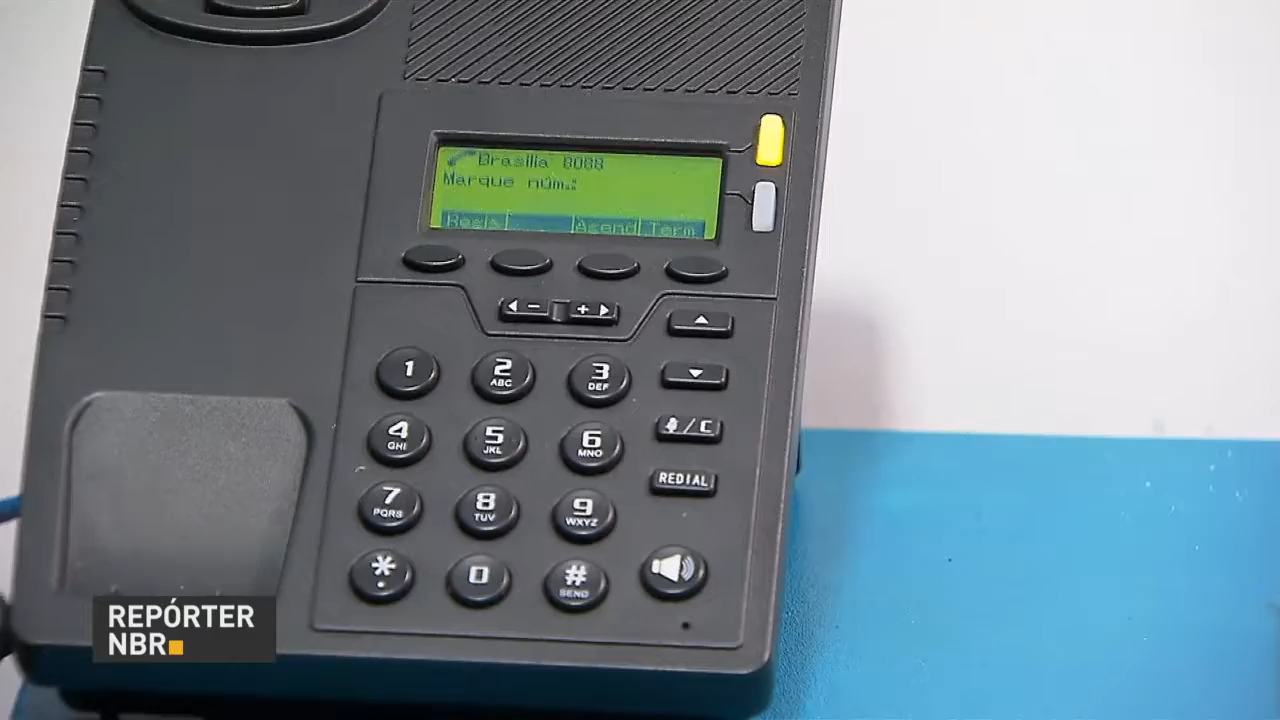 Brasilia 8088
Marque núm.:
Agend Term
1
2 ABC
3 DEF
4 GHI
5 JKL
6 MNO
/ C
7 PQRS
8 TUV
9 WXYZ
REDIAL
* .
0
# SEND
REPÓRTER
NBR